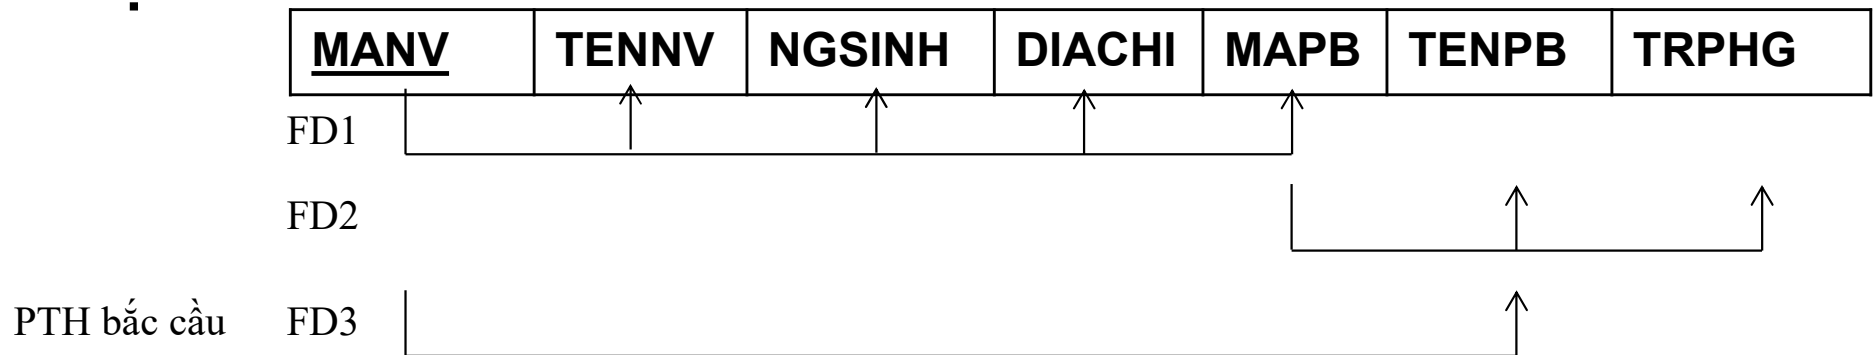 MANV TENNV NGSINH DIACHI MAPB TENPB TRPHG
FD1
FD2
PTH bắc cầu FD3